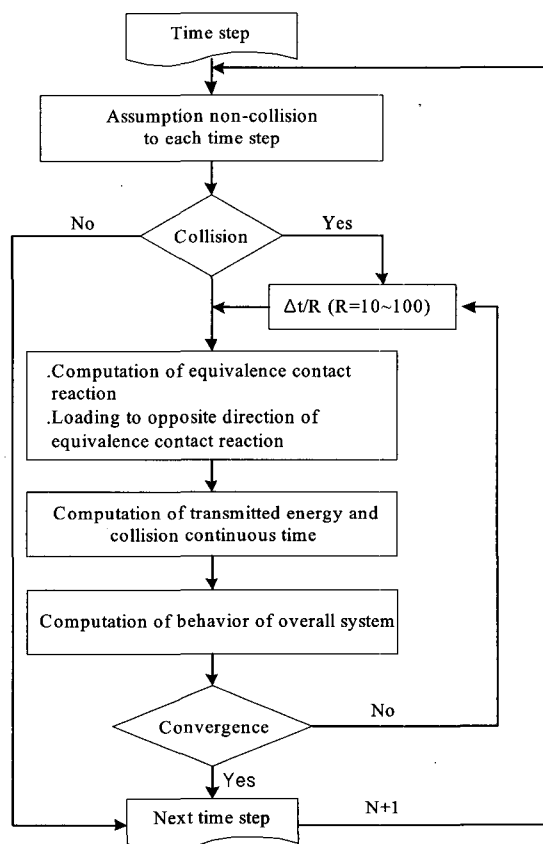 Time step
Assumption non-collision
to each time step
No
Yes
Collision
Δt/R (R=10~100)
.Computation of equivalence contact
reaction
.Loading to opposite direction of
equivalence contact reaction
Computation of transmitted energy and
collision continuous time
Computation of behavior of overall system
Convergence
No
Yes
Next time step
N+1